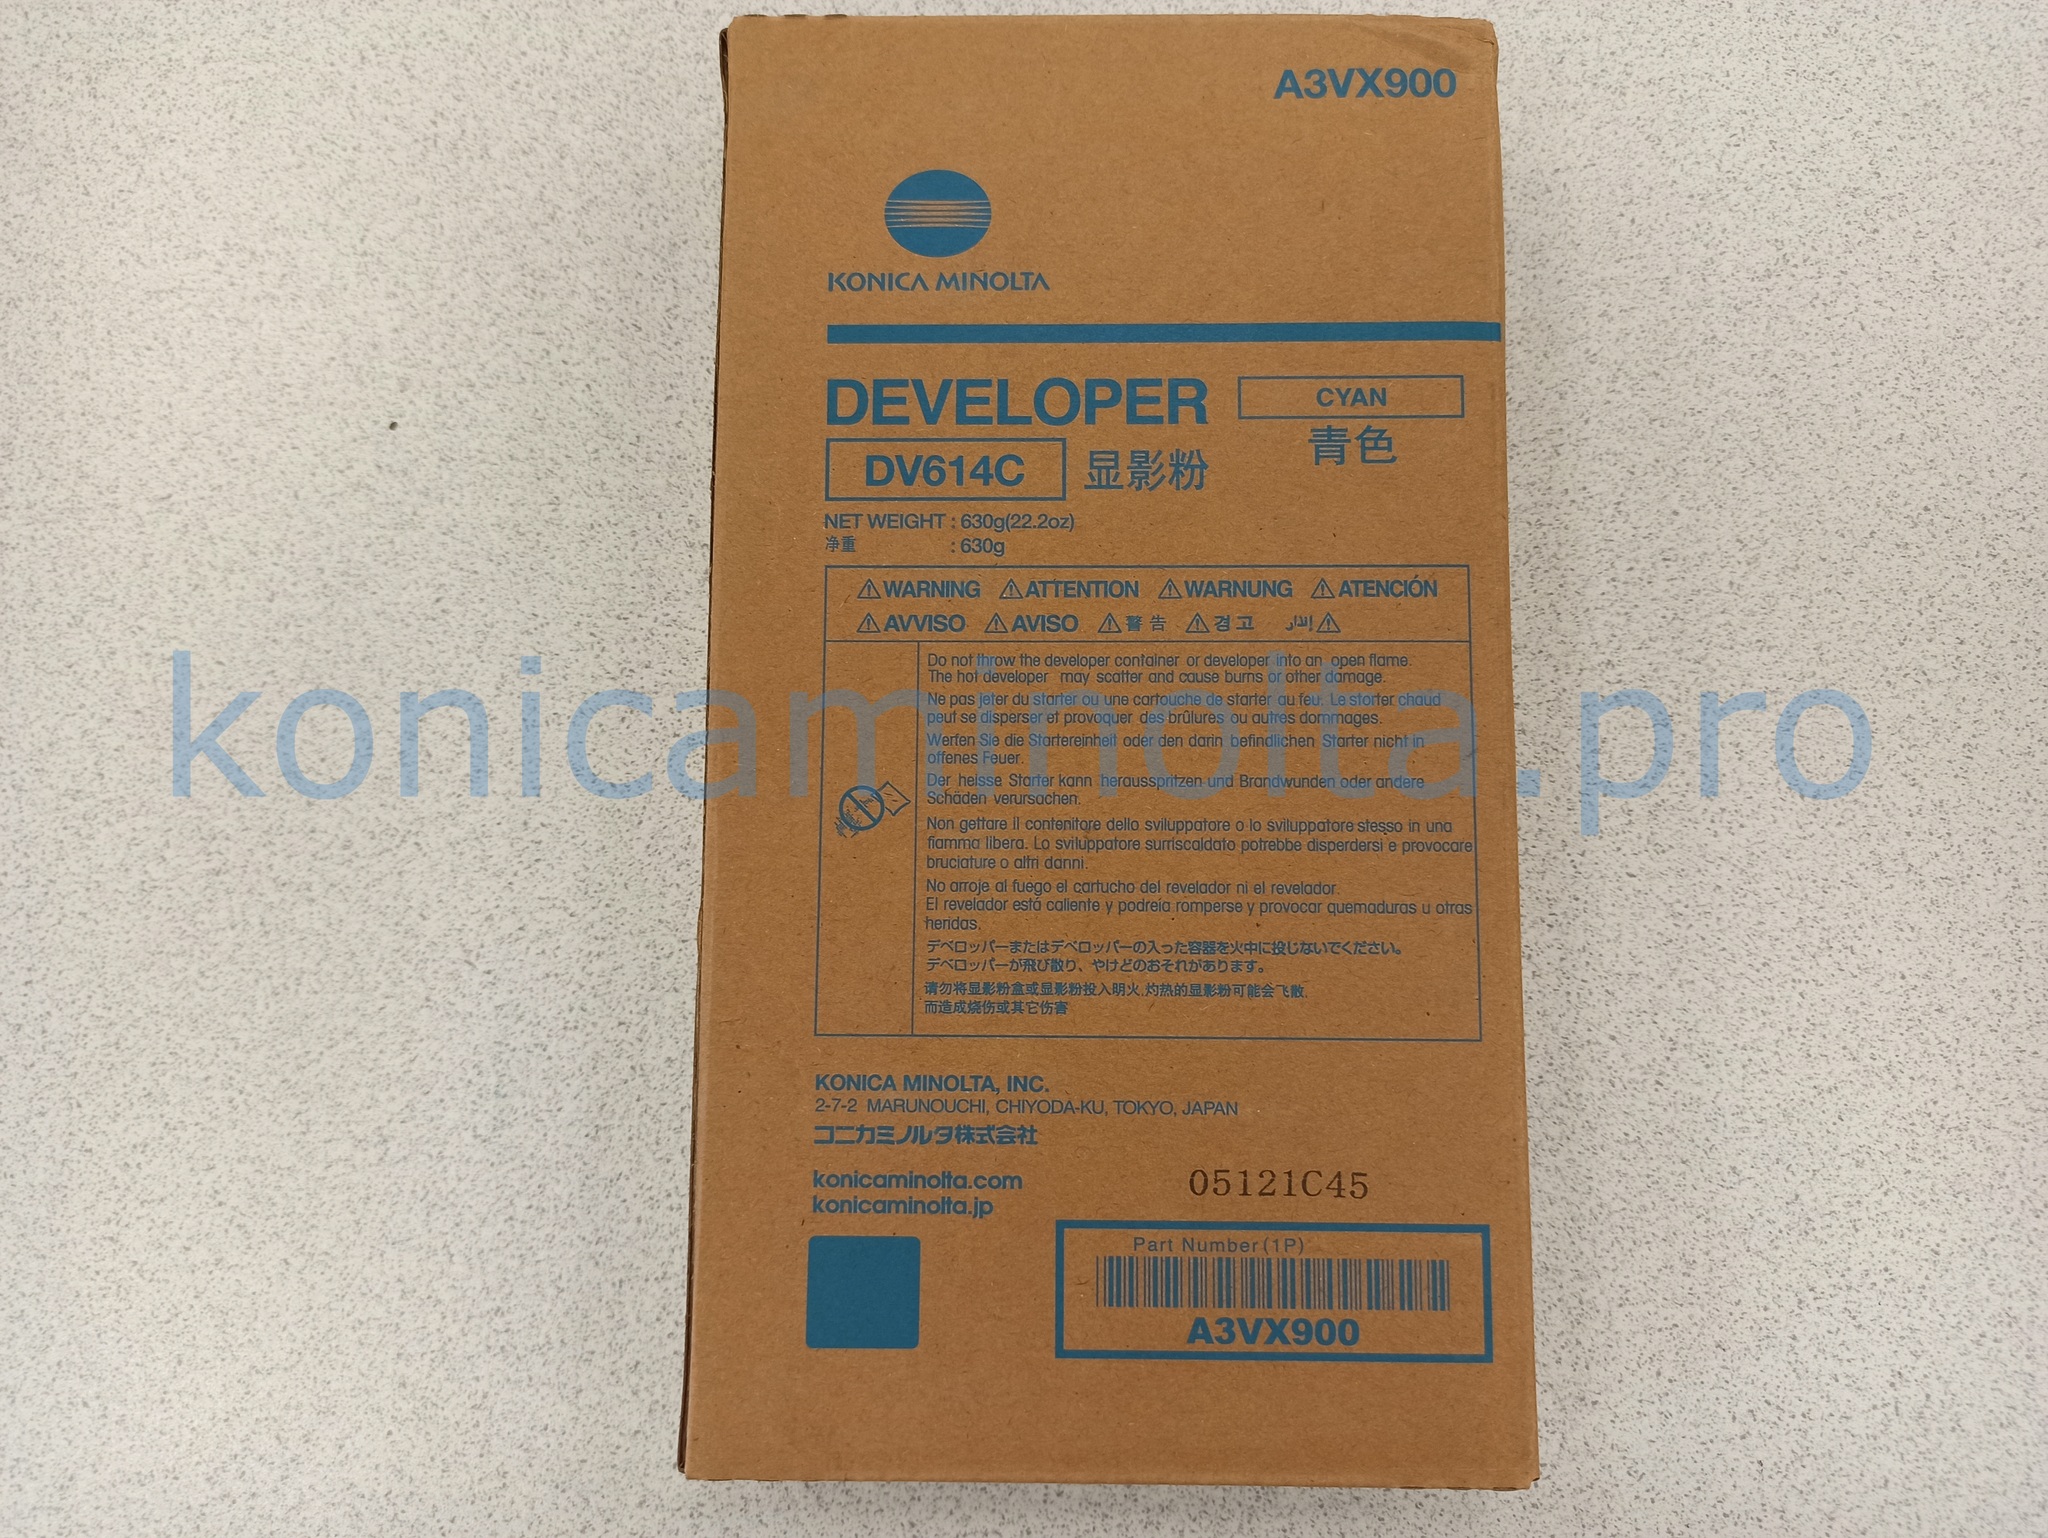 A3VX900
KONICA MINOLTA
DEVELOPER
CYAN
青色
DV614C
显影粉
NET WEIGHT : 630g(22.2oz)
净重 : 630g
⚠WARNING ⚠ATTENTION ⚠WARNUNG ⚠ATENCIÓN
⚠AVVISO ⚠AVISO ⚠警告 ⚠경고 إنذار⚠
Do not throw the developer container or developer into an open flame.
The hot developer may scatter and cause burns or other damage.
Ne pas jeter du starter ou une cartouche de starter au feu. Le starter chaud
peut se disperser et provoquer des brûlures ou autres dommages.
Werfen Sie die Startereinheit oder den darin befindlichen Starter nicht in
offenes Feuer.
Der heisse Starter kann herausspritzen und Brandwunden oder andere
Schäden verursachen.
Non gettare il contenitore dello sviluppatore o lo sviluppatore stesso in una
fiamma libera. Lo sviluppatore surriscaldato potrebbe disperdersi e provocare
bruciature o altri danni.
No arroje al fuego el cartucho del revelador ni el revelador.
El revelador está caliente y podreía romperse y provocar quemaduras u otras
heridas.
デベロッパーまたはデベロッパーの入った容器を火中に投じないでください。
デベロッパーが飛び散り、やけどのおそれがあります。
请勿将显影粉盒或显影粉投入明火,灼热的显影粉可能会飞散,
而造成烧伤或其它伤害
konicaminolta.pro
KONICA MINOLTA, INC.
2-7-2 MARUNOUCHI, CHIYODA-KU, TOKYO, JAPAN
コニカミノルタ株式会社
konicaminolta.com
konicaminolta.jp
05121C45
Part Number(1P)
A3VX900